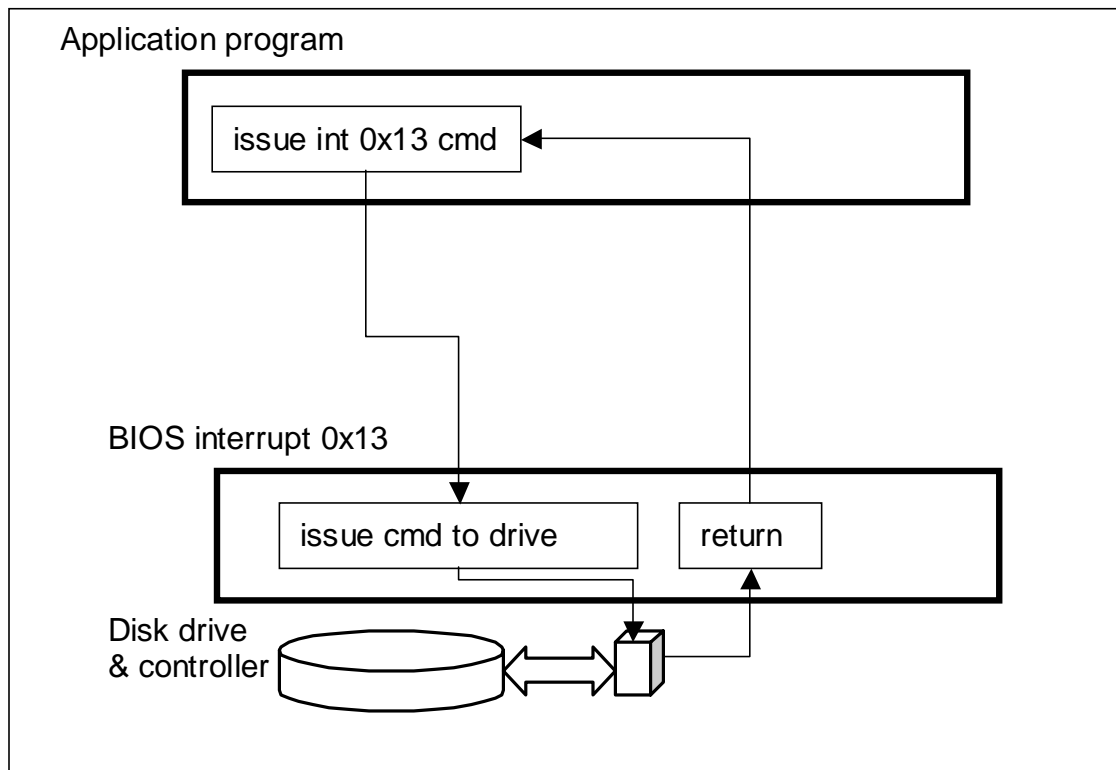 Application program
issue int 0x13 cmd
BIOS interrupt 0x13
issue cmd to drive
return
Disk drive
& controller